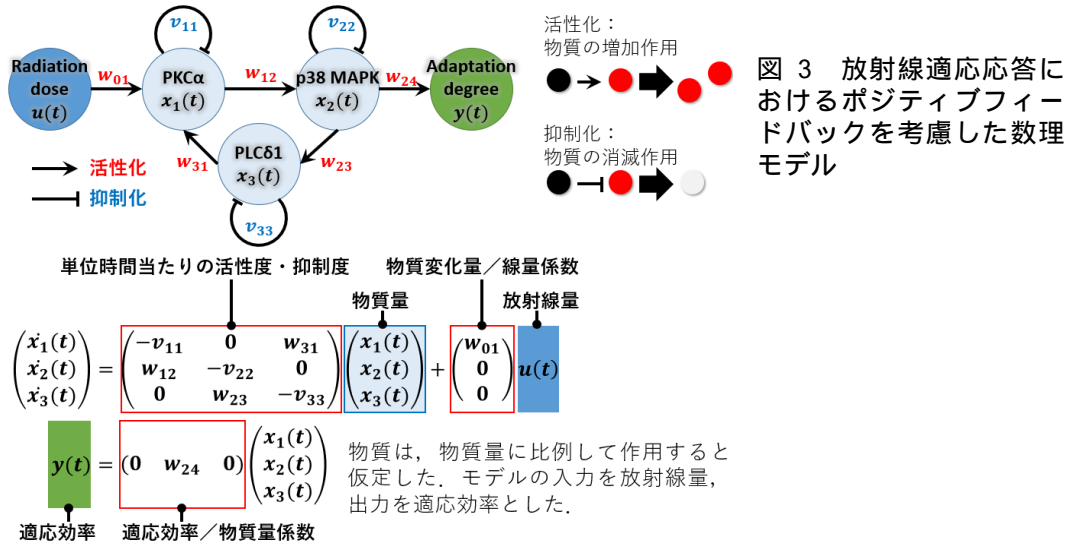 Radiation dose u(t)
w₀₁
v₁₁
PKCα x₁(t)
w₁₂
v₂₂
p38 MAPK x₂(t)
w₂₄
Adaptation degree y(t)
w₃₁
PLCδ1 x₃(t)
w₂₃
v₃₃
活性化
抑制化
活性化：
物質の増加作用
抑制化：
物質の消滅作用
図 3 放射線適応応答に
おけるポジティブフィー
ドバックを考慮した数理
モデル
単位時間当たりの活性度・抑制度
物質変化量／線量係数
物質量
放射線量
(ẋ₁(t)) (−v₁₁ 0 w₃₁) (x₁(t)) (w₀₁)
(ẋ₂(t)) = (w₁₂ −v₂₂ 0) (x₂(t)) + (0) u(t)
(ẋ₃(t)) (0 w₂₃ −v₃₃) (x₃(t)) (0)
(x₁(t))
y(t) = (0 w₂₄ 0) (x₂(t))
(x₃(t))
適応効率
適応効率／物質量係数
物質は，物質量に比例して作用すると
仮定した．モデルの入力を放射線量，
出力を適応効率とした．